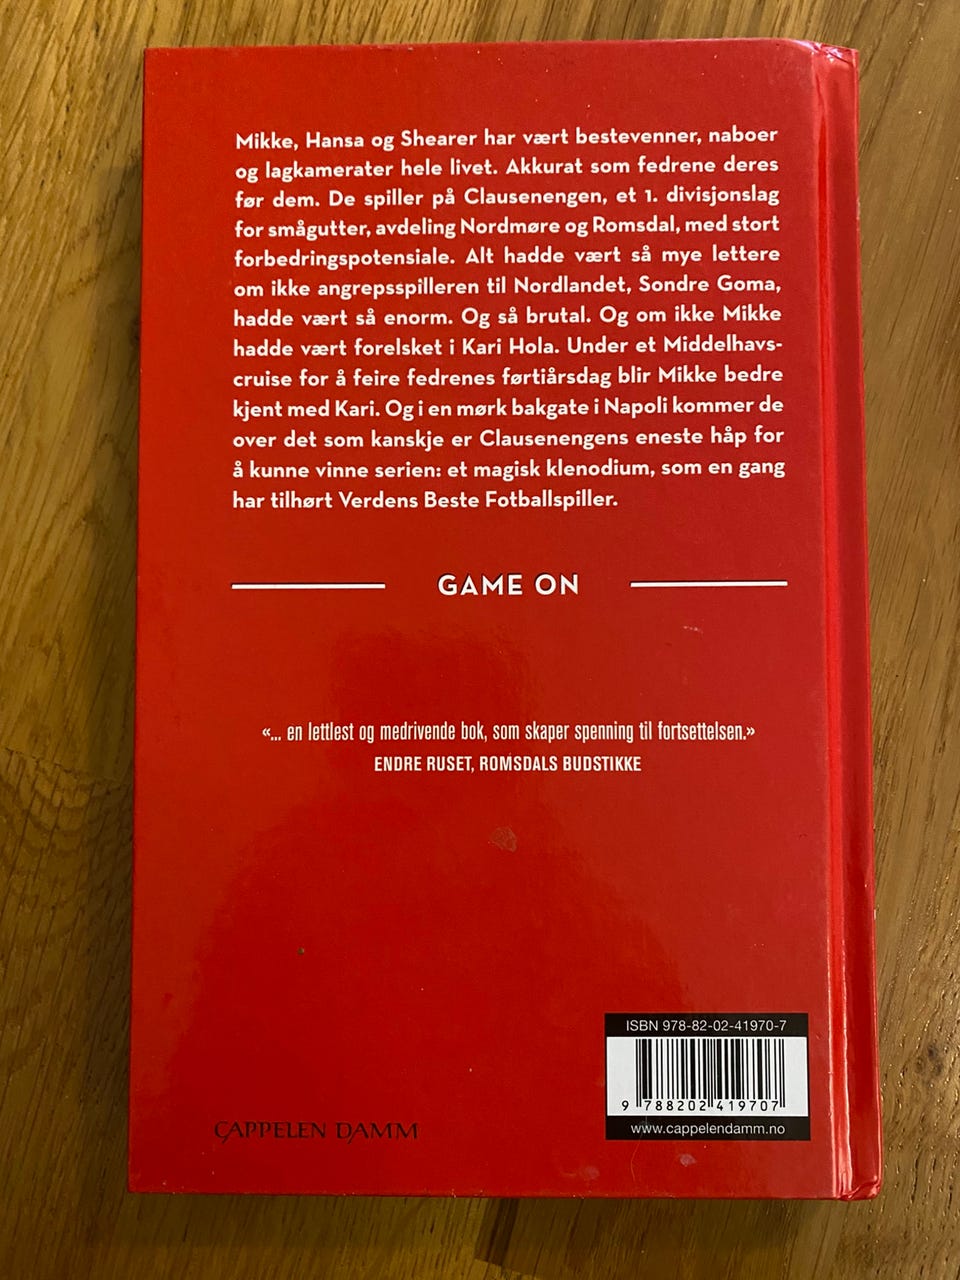 Mikke, Hansa og Shearer har vært bestevenner, naboer
og lagkamerater hele livet. Akkurat som fedrene deres
før dem. De spiller på Clausenengen, et 1. divisjonslag
for smågutter, avdeling Nordmøre og Romsdal, med stort
forbedringspotensiale. Alt hadde vært så mye lettere
om ikke angrepsspilleren til Nordlandet, Sondre Goma,
hadde vært så enorm. Og så brutal. Og om ikke Mikke
hadde vært forelsket i Kari Hola. Under et Middelhavs-
cruise for å feire fedrenes førtiårsdag blir Mikke bedre
kjent med Kari. Og i en mørk bakgate i Napoli kommer de
over det som kanskje er Clausenengens eneste håp for
å kunne vinne serien: et magisk klenodium, som en gang
har tilhørt Verdens Beste Fotballspiller.
GAME ON
«... en lettlest og medrivende bok, som skaper spenning til fortsettelsen.»
ENDRE RUSET, ROMSDALS BUDSTIKKE
ISBN 978-82-02-41970-7
9 788202 419707
www.cappelendamm.no
CAPPELEN DAMM